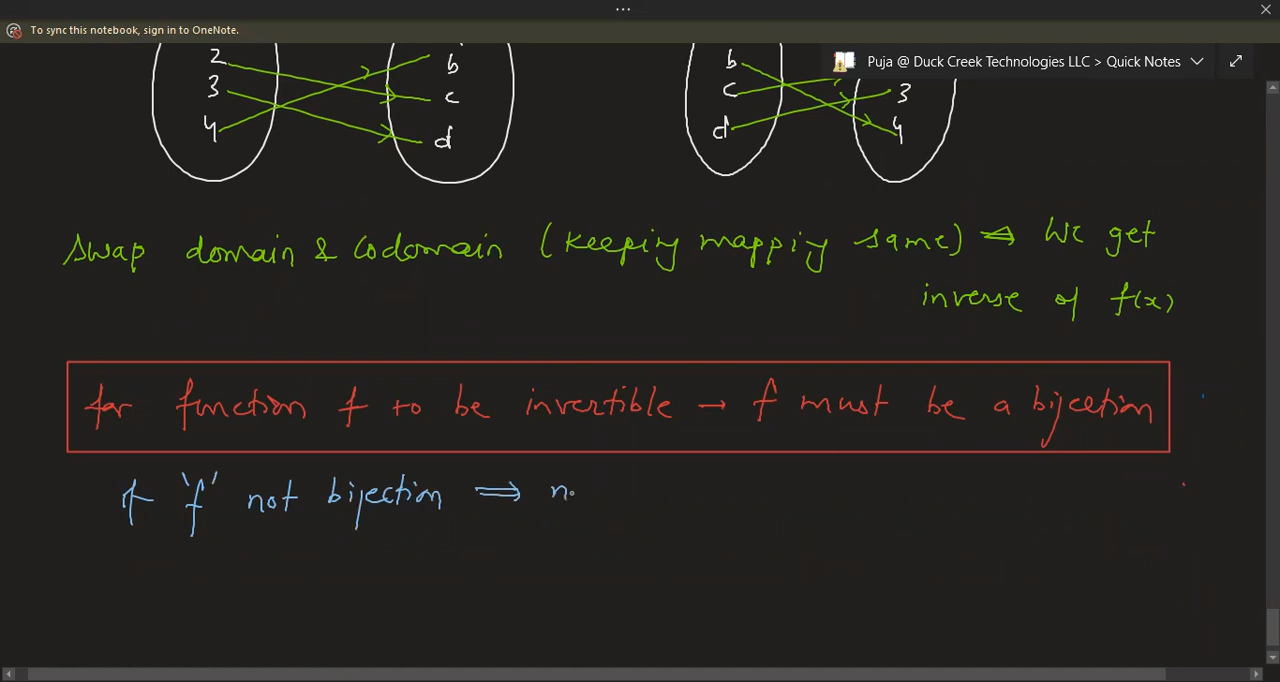 To sync this notebook, sign in to OneNote.
Puja @ Duck Creek Technologies LLC > Quick Notes
2 b b
3 c c 3
4 d d 4
Swap domain & Codomain (Keeping mapping same) ⇒ We get
inverse of f(x)
for function f to be invertible → f must be a bijection
If 'f' not bijection ⇒ n